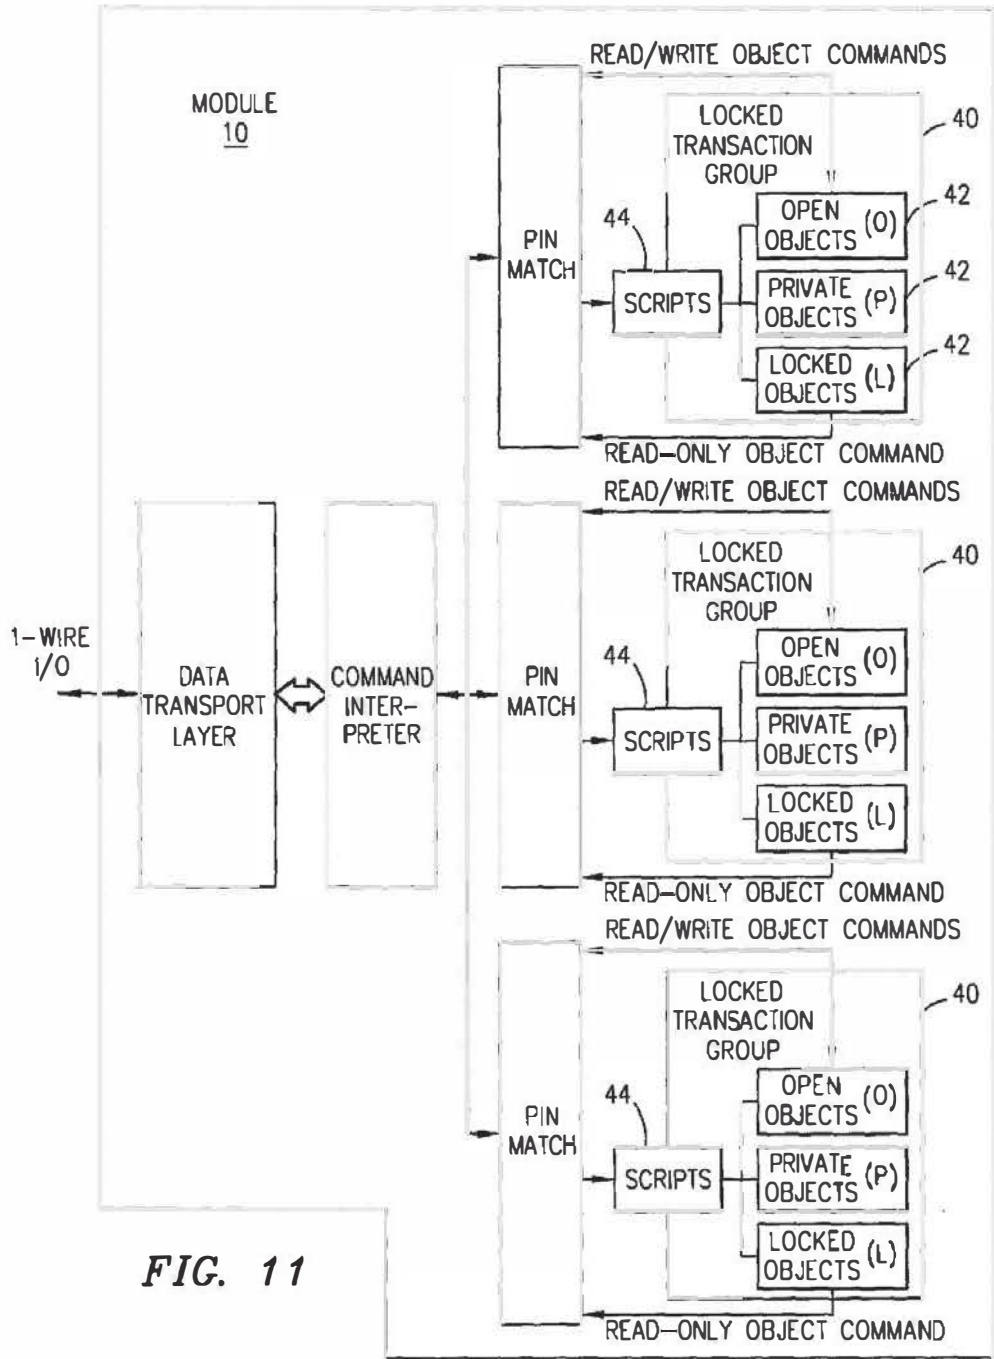 READ/WRITE OBJECT COMMANDS
MODULE
10
LOCKED
TRANSACTION
GROUP
40
42
OPEN
OBJECTS (O)
44
PIN
MATCH
42
SCRIPTS
PRIVATE
OBJECTS (P)
42
LOCKED
OBJECTS (L)
READ-ONLY OBJECT COMMAND
READ/WRITE OBJECT COMMANDS
LOCKED
TRANSACTION
GROUP
40
1-WIRE
I/O
DATA
TRANSPORT
LAYER
COMMAND
INTER-
PRETER
PIN
MATCH
44
OPEN
OBJECTS (O)
SCRIPTS
PRIVATE
OBJECTS (P)
LOCKED
OBJECTS (L)
READ-ONLY OBJECT COMMAND
READ/WRITE OBJECT COMMANDS
LOCKED
TRANSACTION
GROUP
40
PIN
MATCH
44
OPEN
OBJECTS (O)
SCRIPTS
PRIVATE
OBJECTS (P)
LOCKED
OBJECTS (L)
READ-ONLY OBJECT COMMAND
FIG. 11